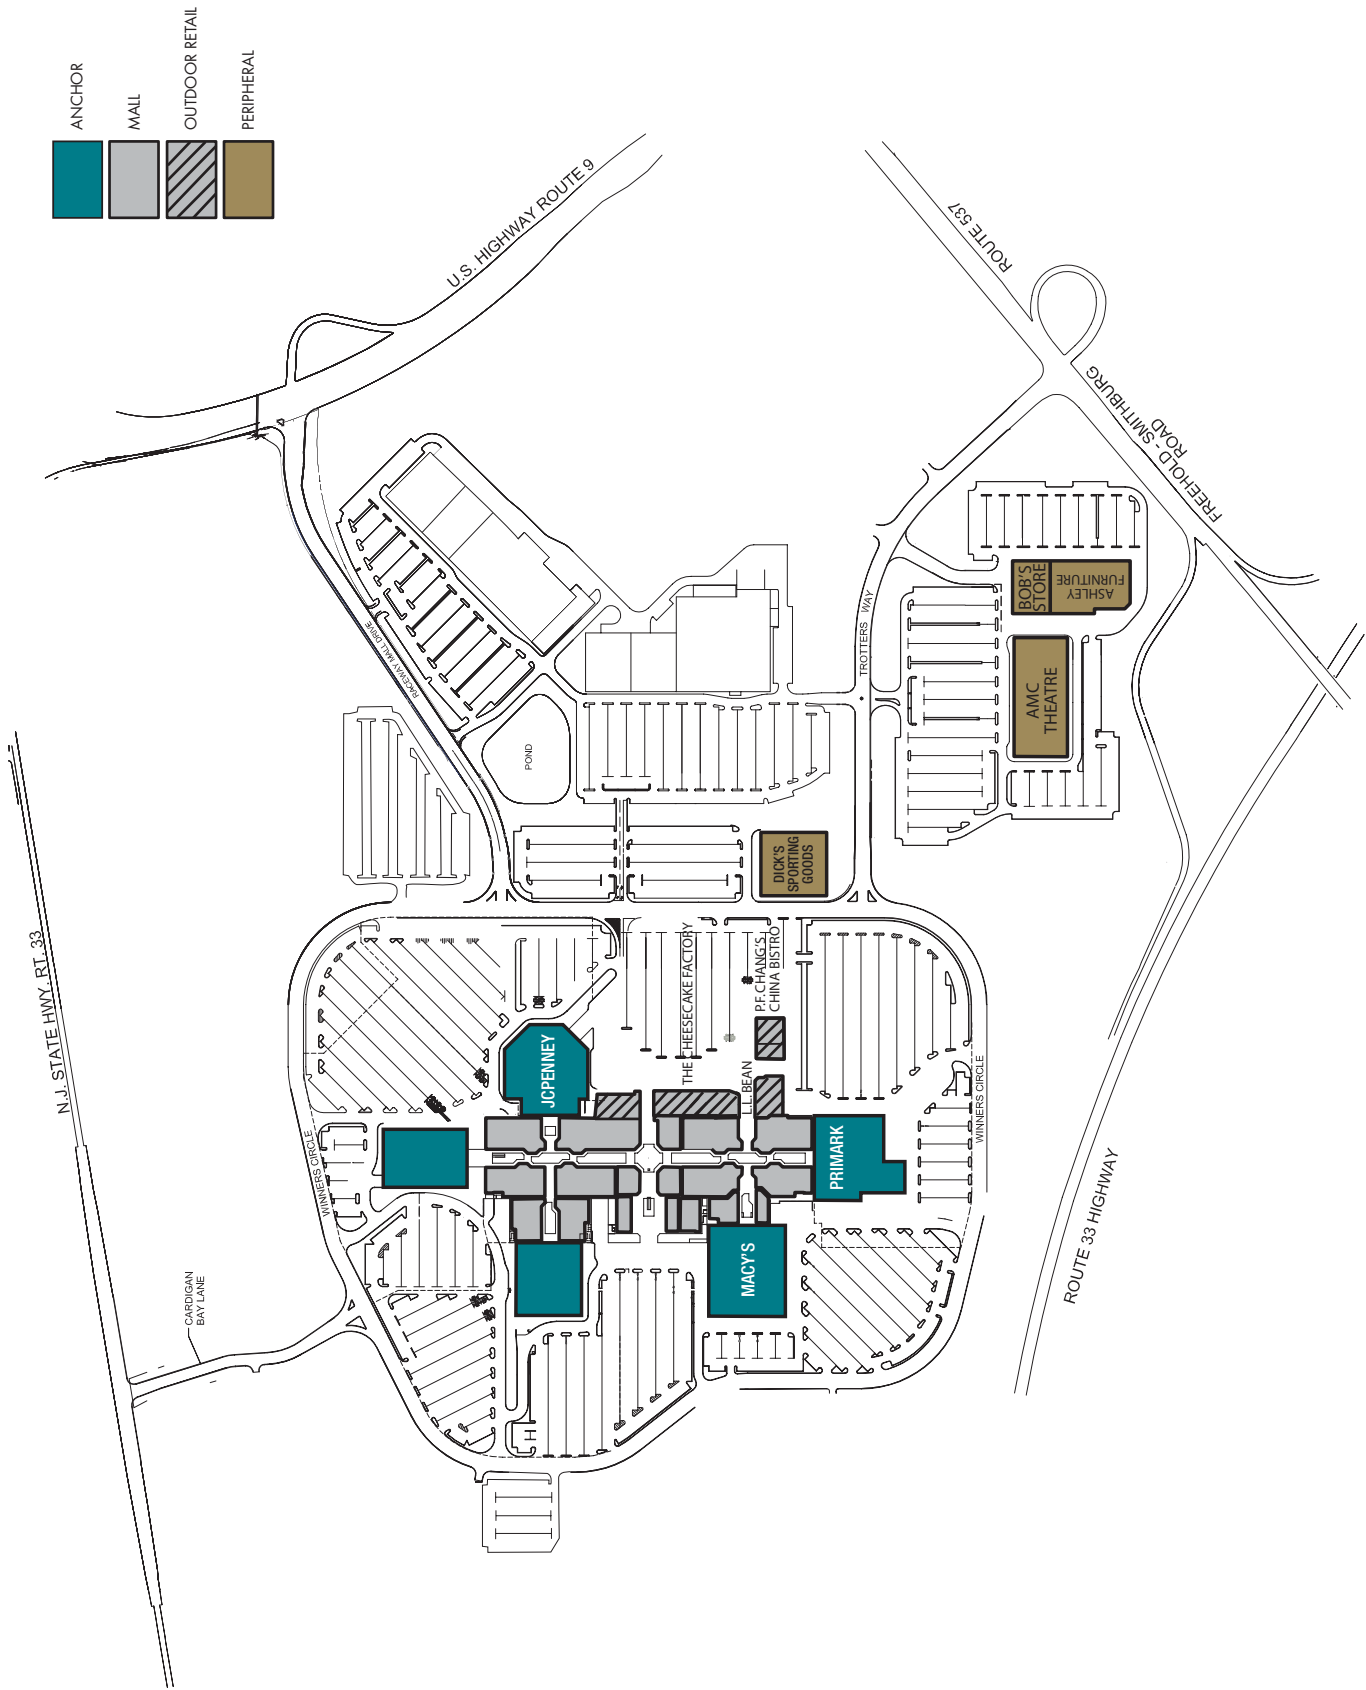 ANCHOR
MALL
OUTDOOR RETAIL
PERIPHERAL
U.S. HIGHWAY ROUTE 9
ROUTE 537
FREEHOLD - SMITHBURG
ROAD
N.J. STATE HWY. RT. 33
RACEWAY MALL DRIVE
POND
TROTTERS WAY
BOB'S
STORE
ASHLEY
FURNITURE
AMC
THEATRE
DICK'S
SPORTING
GOODS
THE CHEESECAKE FACTORY
P.F. CHANG'S
CHINA BISTRO
L.L. BEAN
JCPENNEY
PRIMARK
MACY'S
WINNERS CIRCLE
WINNERS CIRCLE
CARDIGAN
BAY LANE
ROUTE 33 HIGHWAY